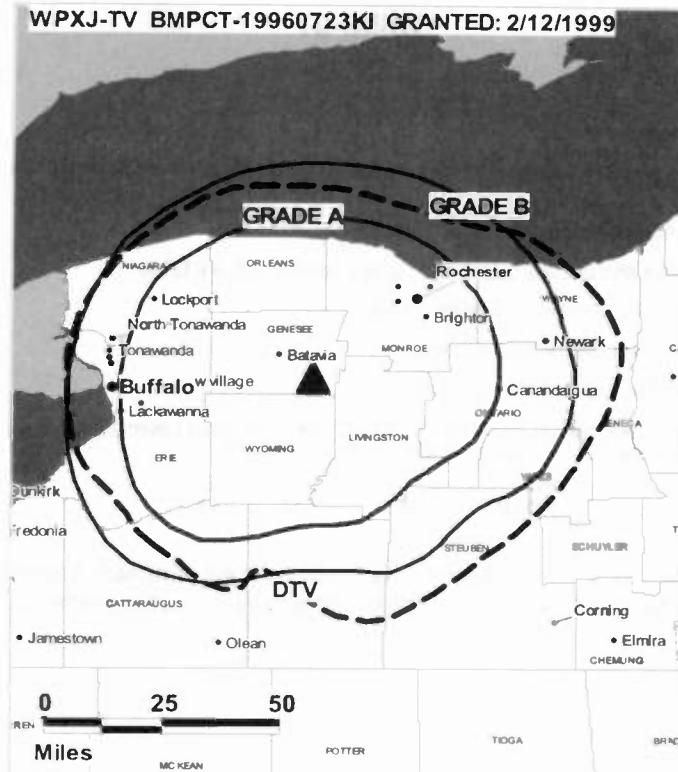 WPXJ-TV BMPCT-19960723KI GRANTED: 2/12/1999
GRADE A
GRADE B
NIAGARA
ORLEANS
Rochester
Lockport
WAYNE
North Tonawanda
GENESEE
Brighton
Tonawanda
Batavia
MONROE
Newark
Buffalo
w village
Canandaigua
Lackawanna
ONTARIO
ERIE
WYOMING
LIVINGSTON
SENECA
YATES
Dunkirk
Fredonia
STEUBEN
SCHUYLER
DTV
CATTARAUGUS
Corning
Jamestown
Olean
Elmira
CHEMUNG
0 25 50
Miles
REN
MC KEAN
POTTER
TIOGA
BRAD